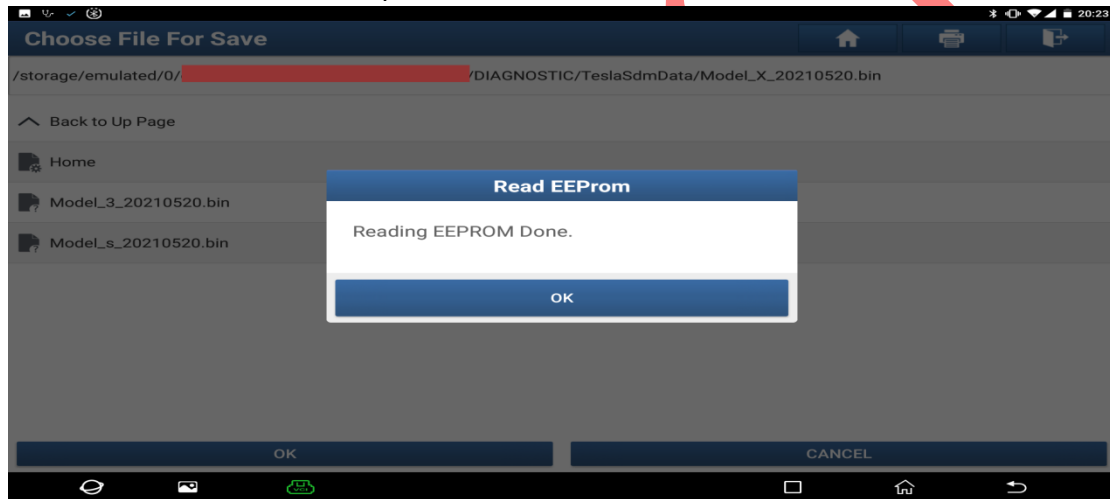 20:23
Choose File For Save
/storage/emulated/0/ /DIAGNOSTIC/TeslaSdmData/Model_X_20210520.bin
Back to Up Page
Home
Model_3_20210520.bin
Model_s_20210520.bin
Read EEProm
Reading EEPROM Done.
OK
OK CANCEL
VCI